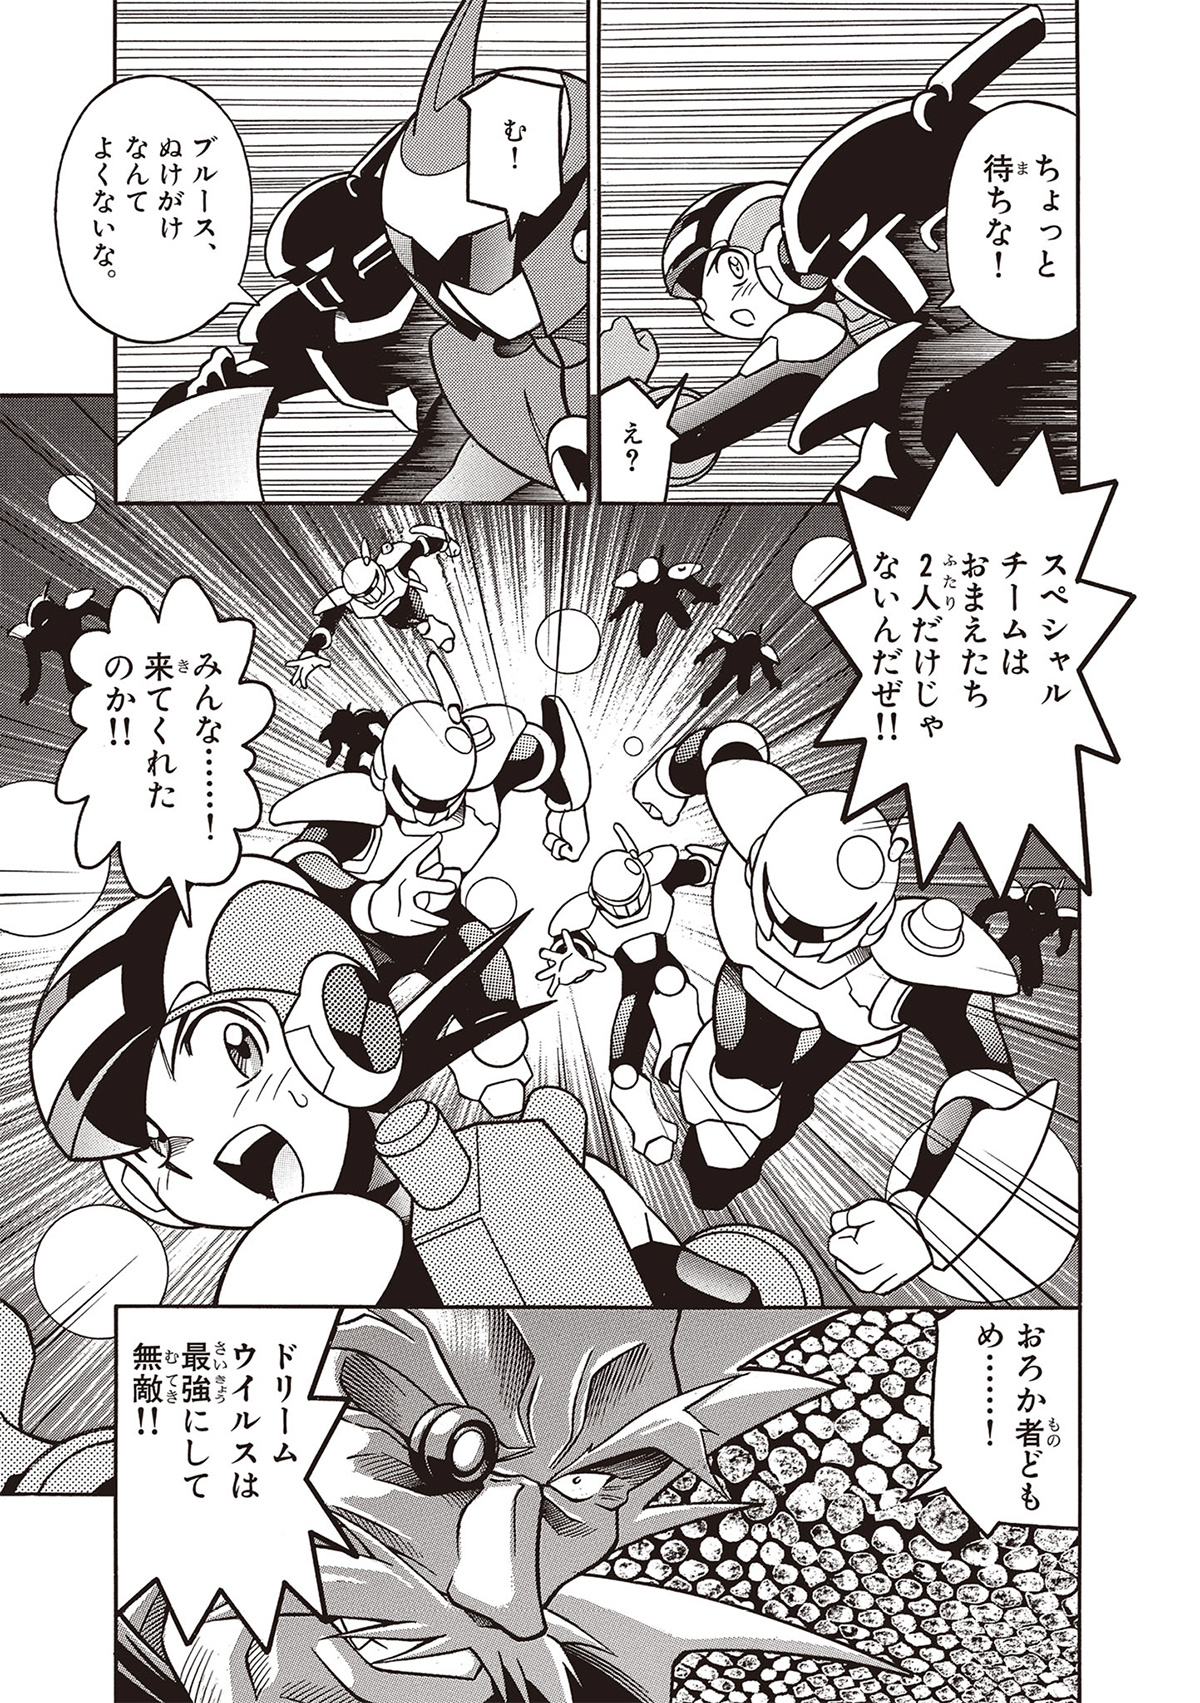 ちょっと
待ちな！
え？
む！
ブルース、
ぬけがけ
なんて
よくないな。
スペシャル
チームは
おまえたち
2人だけじゃ
ないんだぜ!!
みんな……！
来てくれた
のか!!
おろか者ども
め……！
ドリーム
ウイルスは
最強にして
無敵!!